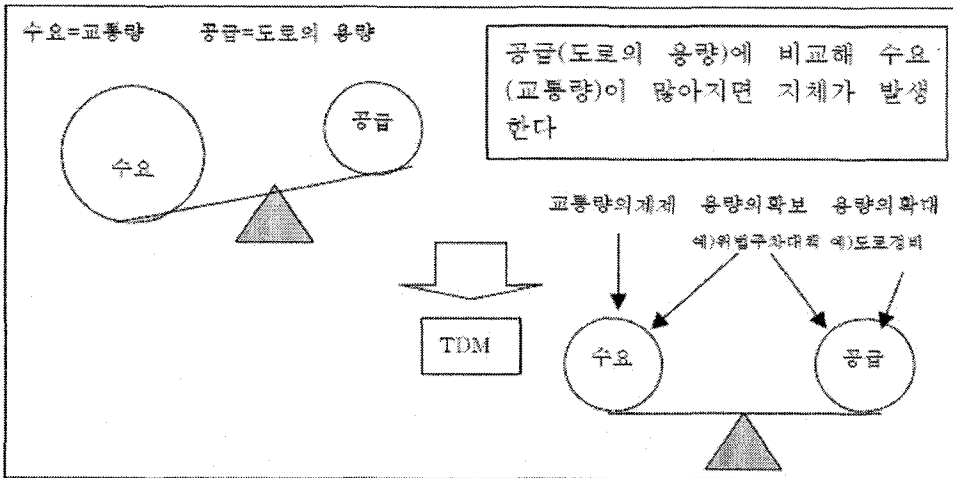 수요=교통량 공급=도로의 용량
공급(도로의 용량)에 비교해 수요
(교통량)이 많아지면 지체가 발생
한다
수요
공급
교통량의제제 용량의확보 용량의확대
예)위법주차대책 예)도로정비
TDM
수요
공급